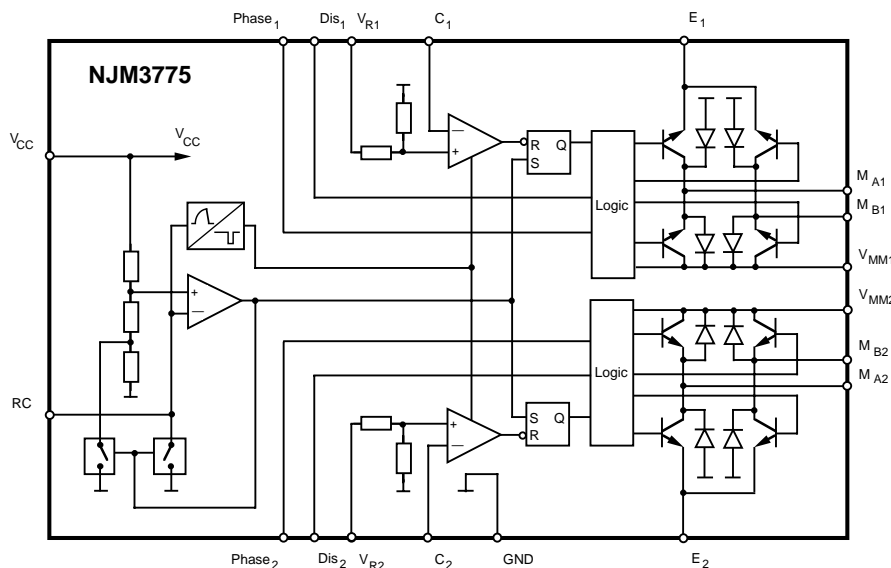 Phase1 Dis1 VR1 C1 E1
NJM3775
VCC VCC
R Q
S
– +
Logic
MA1
MB1
VMM1
+ –
VMM2
Logic
MB2
MA2
RC
+ –
S Q
R
Phase2 Dis2 VR2 C2 GND E2